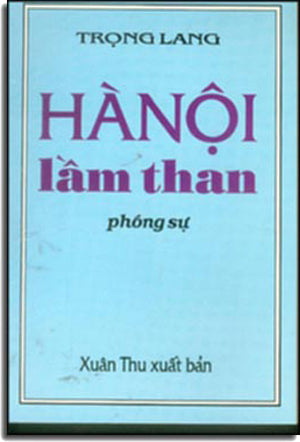 TRỌNG LANG
HÀNỘI
lầm than
phóng sự
Xuân Thu xuất bản